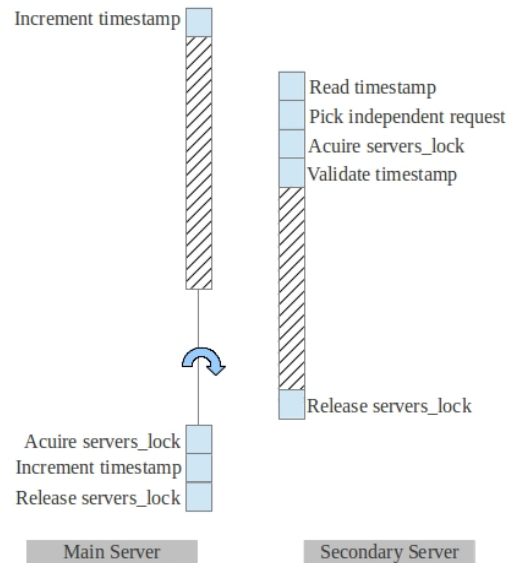 Increment timestamp
Read timestamp
Pick independent request
Acuire servers_lock
Validate timestamp
Release servers_lock
Acuire servers_lock
Increment timestamp
Release servers_lock
Main Server
Secondary Server